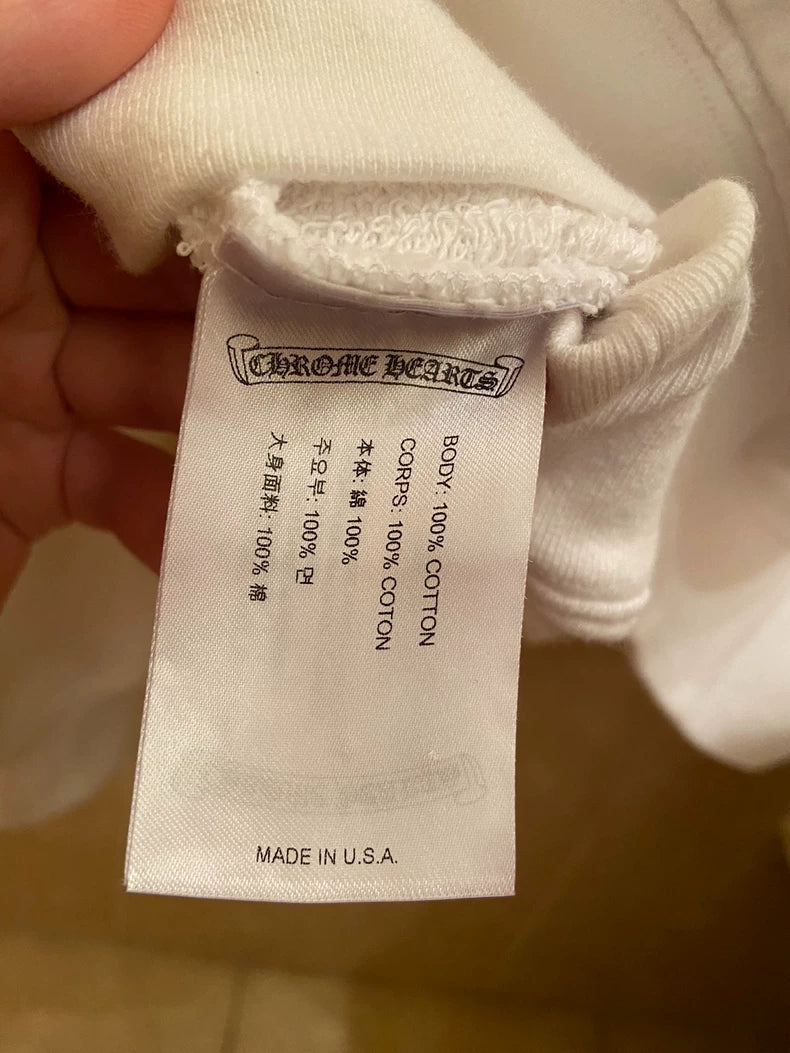 CHROME HEARTS
BODY: 100% COTTON
CORPS: 100% COTON
本体: 綿 100%
주요부: 100% 면
大身面料: 100% 棉
MADE IN U.S.A.